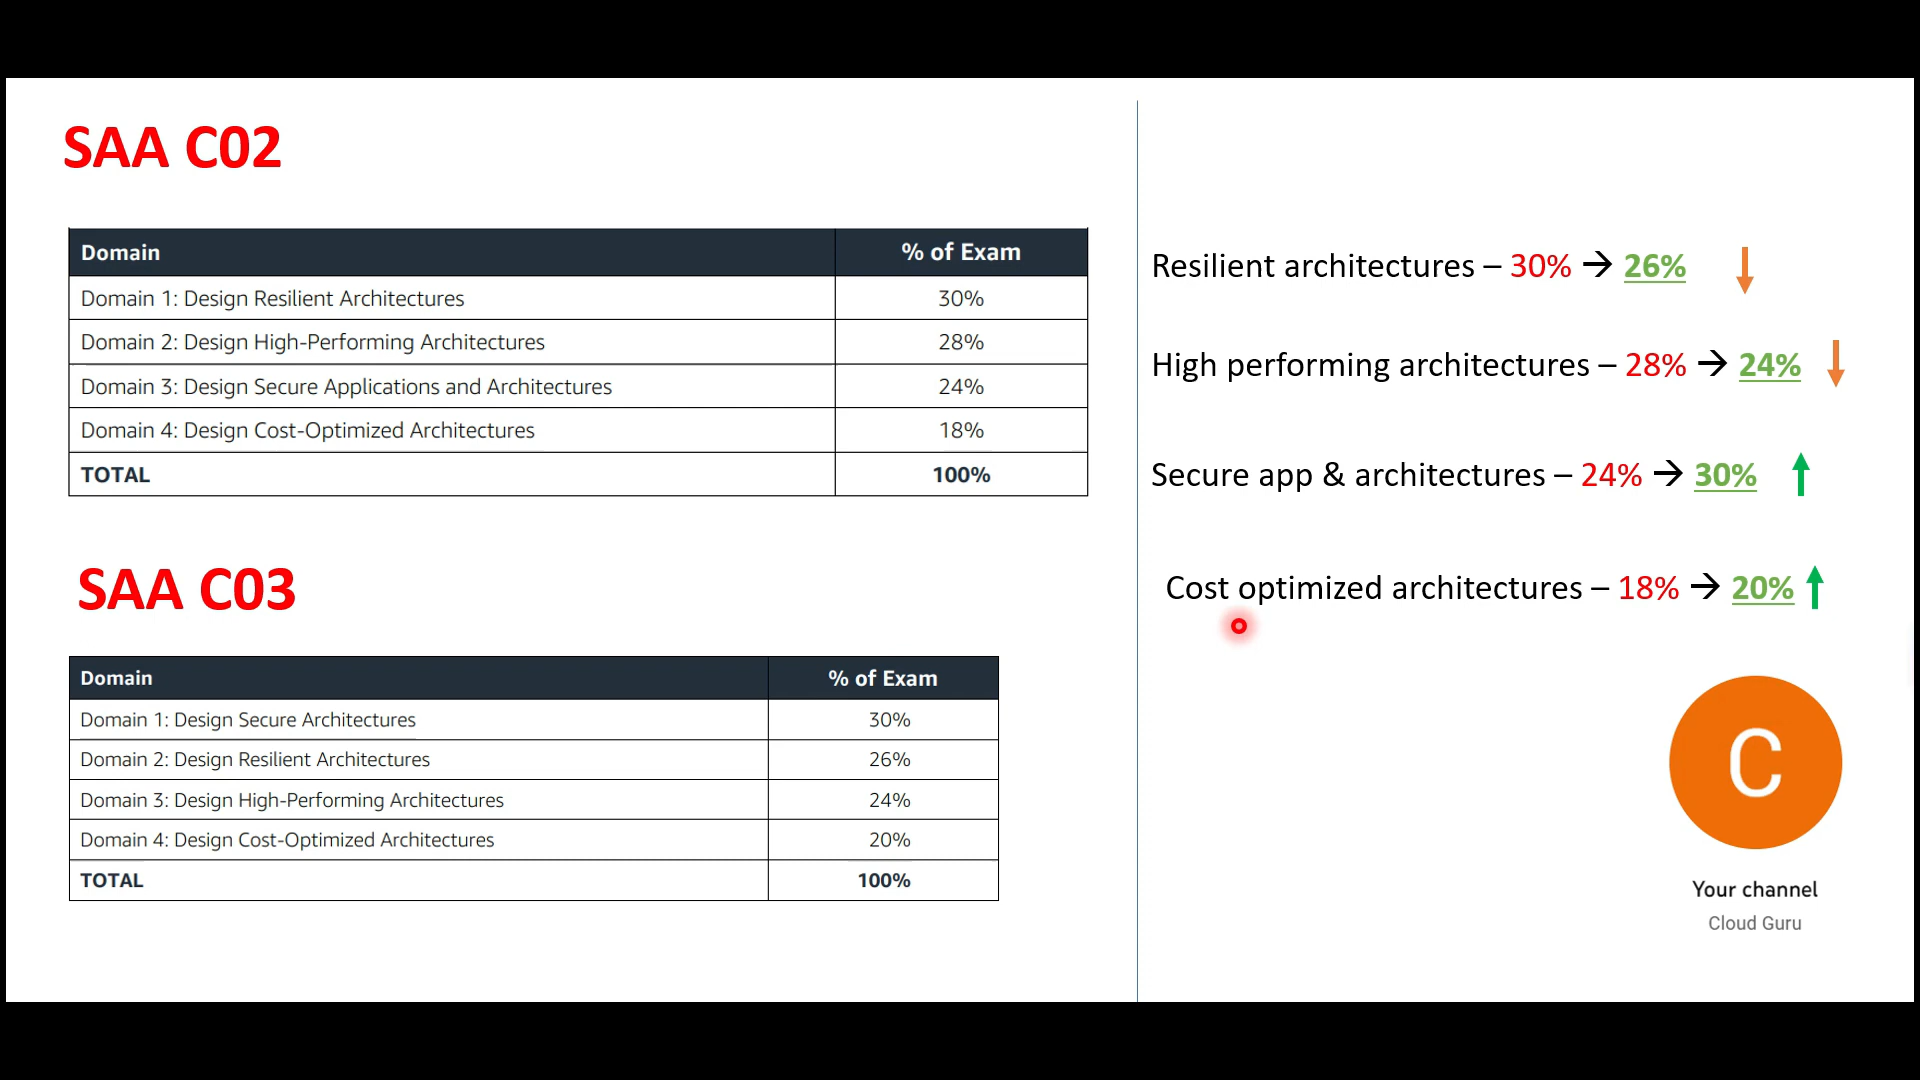 SAA C02
Domain % of Exam
Domain 1: Design Resilient Architectures 30%
Domain 2: Design High-Performing Architectures 28%
Domain 3: Design Secure Applications and Architectures 24%
Domain 4: Design Cost-Optimized Architectures 18%
TOTAL 100%
SAA C03
Domain % of Exam
Domain 1: Design Secure Architectures 30%
Domain 2: Design Resilient Architectures 26%
Domain 3: Design High-Performing Architectures 24%
Domain 4: Design Cost-Optimized Architectures 20%
TOTAL 100%
Resilient architectures – 30% → 26%
High performing architectures – 28% → 24%
Secure app & architectures – 24% → 30%
Cost optimized architectures – 18% → 20%
C
Your channel
Cloud Guru